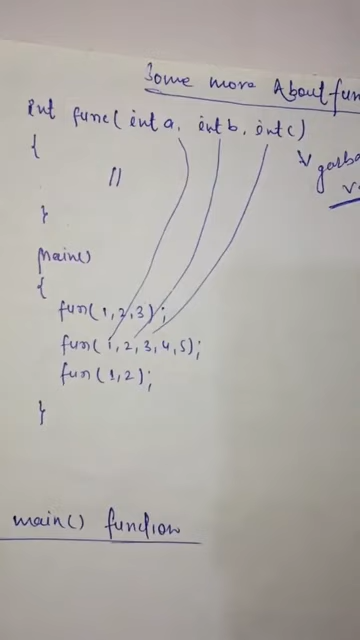 Some more About fun
int func( int a, int b, int c)
{
//
}
main()
{
fun( 1, 2, 3);
fun( 1, 2, 3, 4, 5);
fun( 1, 2);
}
main() function